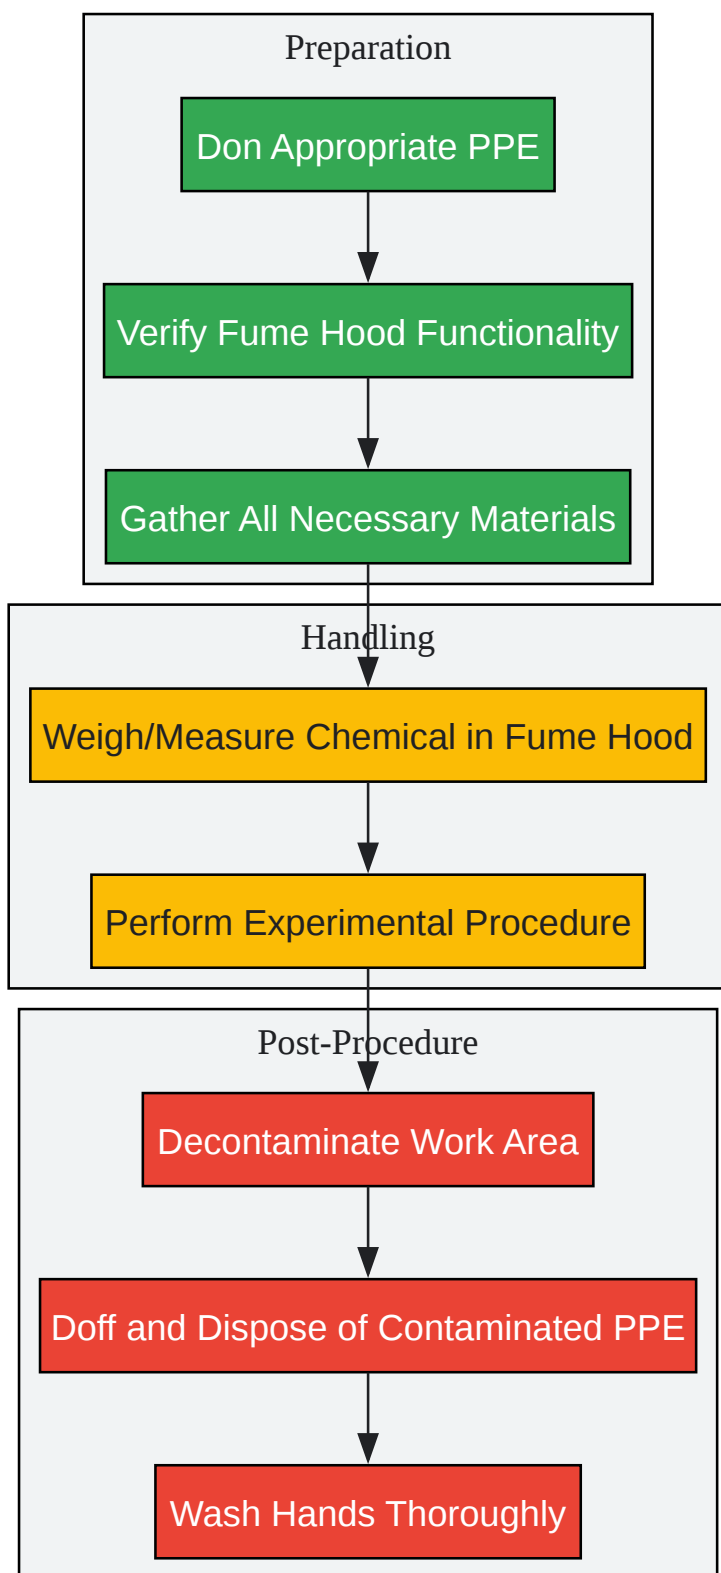 Preparation
Don Appropriate PPE
Verify Fume Hood Functionality
Gather All Necessary Materials
Handling
Weigh/Measure Chemical in Fume Hood
Perform Experimental Procedure
Post-Procedure
Decontaminate Work Area
Doff and Dispose of Contaminated PPE
Wash Hands Thoroughly